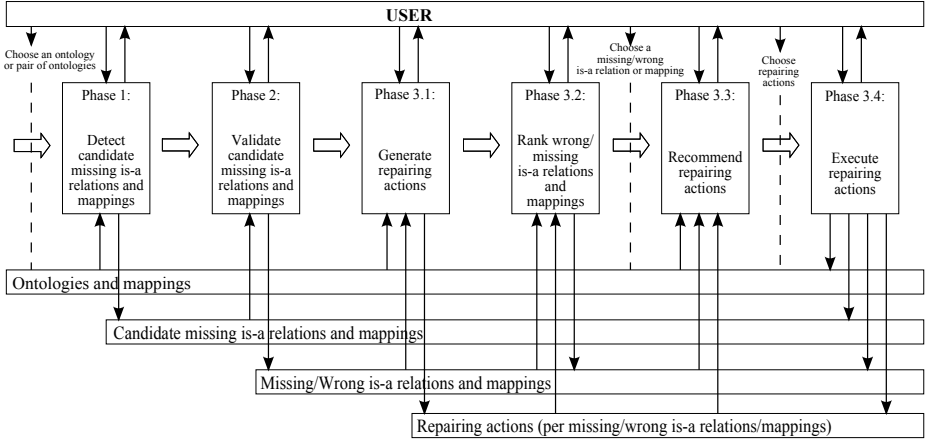 USER
Choose an ontology
or pair of ontologies
Phase 1:
Detect
candidate
missing is-a
relations and
mappings
Phase 2:
Validate
candidate
missing is-a
relations and
mappings
Phase 3.1:
Generate
repairing
actions
Phase 3.2:
Rank wrong/
missing
is-a relations
and
mappings
Choose a
missing/wrong
is-a relation or mapping
Phase 3.3:
Recommend
repairing
actions
Choose
repairing
actions
Phase 3.4:
Execute
repairing
actions
Ontologies and mappings
Candidate missing is-a relations and mappings
Missing/Wrong is-a relations and mappings
Repairing actions (per missing/wrong is-a relations/mappings)